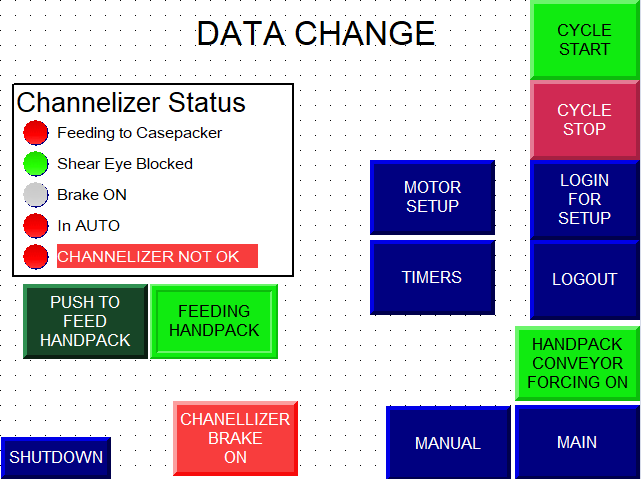 DATA CHANGE
CYCLE
START
Channelizer Status
Feeding to Casepacker
Shear Eye Blocked
Brake ON
In AUTO
CHANNELIZER NOT OK
CYCLE
STOP
MOTOR
SETUP
LOGIN
FOR
SETUP
TIMERS
LOGOUT
PUSH TO
FEED
HANDPACK
FEEDING
HANDPACK
HANDPACK
CONVEYOR
FORCING ON
CHANELLIZER
BRAKE
ON
SHUTDOWN
MANUAL
MAIN